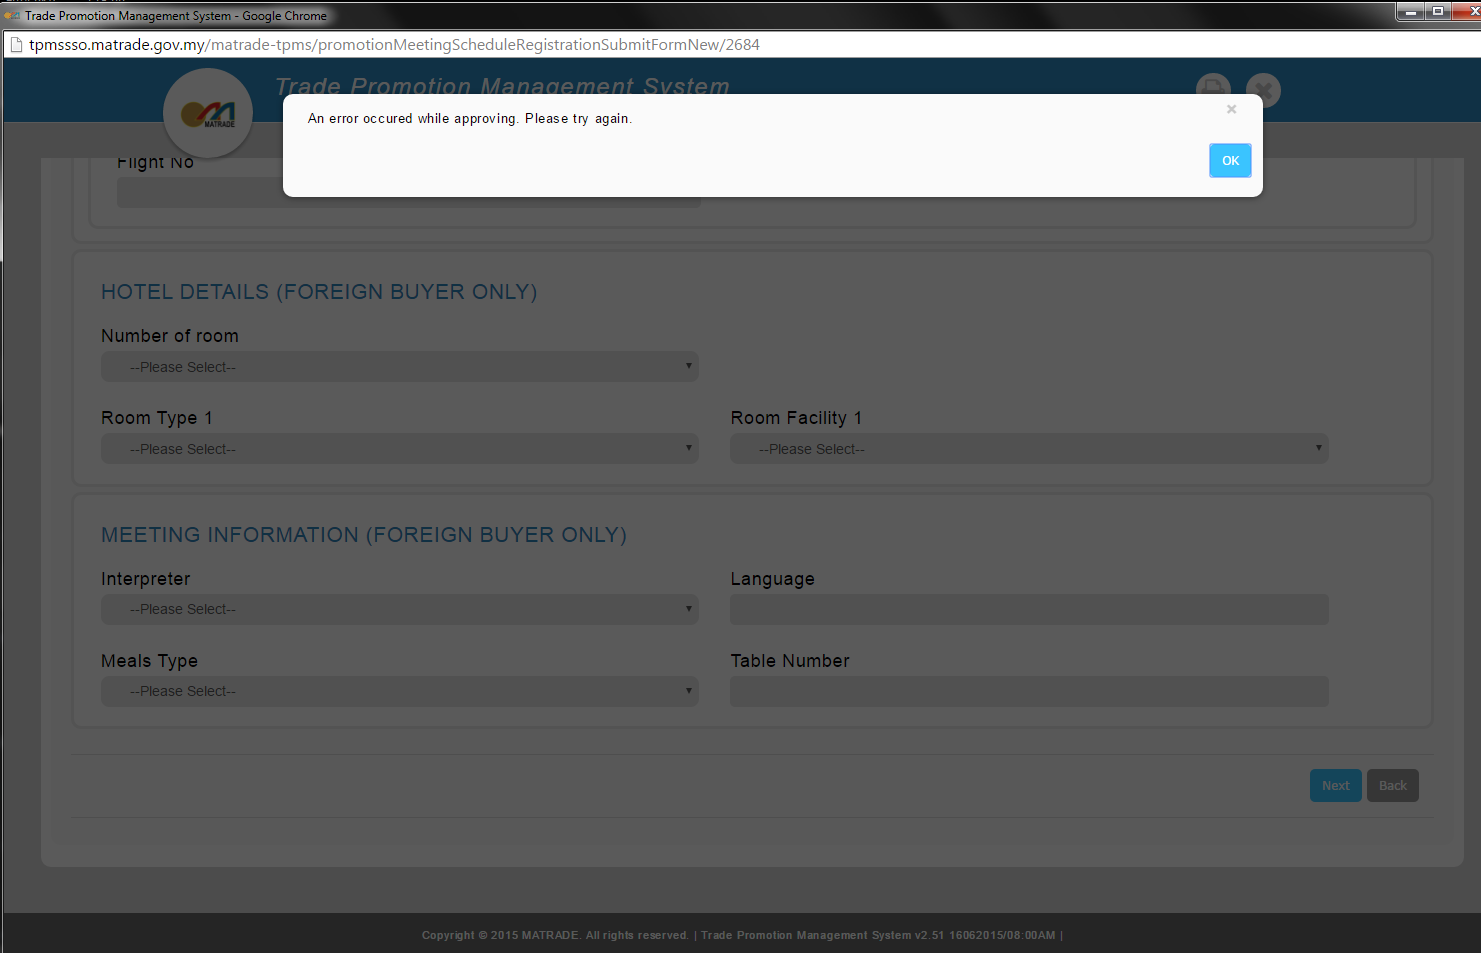 Trade Promotion Management System - Google Chrome
tpmssso.matrade.gov.my/matrade-tpms/promotionMeetingScheduleRegistrationSubmitFormNew/2684
Trade Promotion Management System
MATRADE
An error occured while approving. Please try again.
×
OK
Flight No
HOTEL DETAILS (FOREIGN BUYER ONLY)
Number of room
--Please Select--
Room Type 1 Room Facility 1
--Please Select-- --Please Select--
MEETING INFORMATION (FOREIGN BUYER ONLY)
Interpreter Language
--Please Select--
Meals Type Table Number
--Please Select--
Next Back
Copyright © 2015 MATRADE. All rights reserved. | Trade Promotion Management System v2.51 16062015/08:00AM |